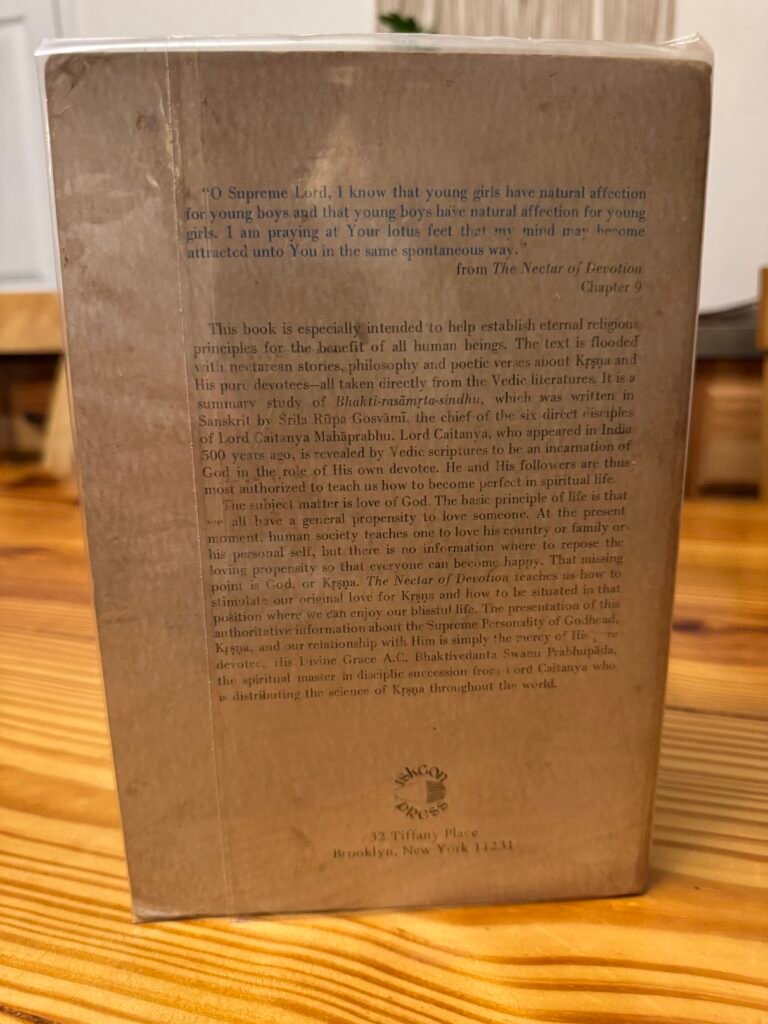 "O Supreme Lord, I know that young girls have natural affection
for young boys and that young boys have natural affection for young
girls. I am praying at Your lotus feet that my mind may become
attracted unto You in the same spontaneous way."
from The Nectar of Devotion
Chapter 9
This book is especially intended to help establish eternal religious
principles for the benefit of all human beings. The text is flooded
with nectarean stories, philosophy and poetic verses about Kṛṣṇa and
His pure devotees—all taken directly from the Vedic literatures. It is a
summary study of Bhakti-rasāmṛta-sindhu, which was written in
Sanskrit by Śrīla Rūpa Gosvāmī, the chief of the six direct disciples
of Lord Caitanya Mahāprabhu. Lord Caitanya, who appeared in India
500 years ago, is revealed by Vedic scriptures to be an incarnation of
God in the role of His own devotee. He and His followers are thus
most authorized to teach us how to become perfect in spiritual life.
The subject matter is love of God. The basic principle of life is that
we all have a general propensity to love someone. At the present
moment, human society teaches one to love his country or family or
his personal self, but there is no information where to repose the
loving propensity so that everyone can become happy. That missing
point is God, or Kṛṣṇa. The Nectar of Devotion teaches us how to
stimulate our original love for Kṛṣṇa and how to be situated in that
position where we can enjoy our blissful life. The presentation of this
authoritative information about the Supreme Personality of Godhead,
Kṛṣṇa, and our relationship with Him is simply the mercy of His pure
devotee, His Divine Grace A.C. Bhaktivedanta Swami Prabhupāda,
the spiritual master in disciplic succession from Lord Caitanya who
is distributing the science of Kṛṣṇa throughout the world.
ISKCON
PRESS
32 Tiffany Place
Brooklyn, New York 11231